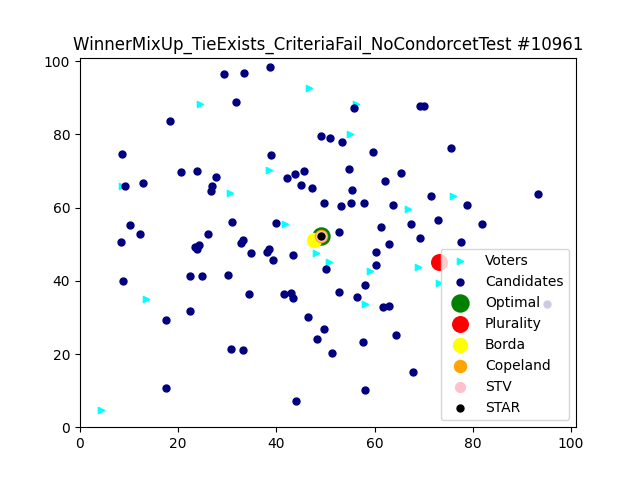 WinnerMixUp_TieExists_CriteriaFail_NoCondorcetTest #10961
100
80
60
40
20
0
0 20 40 60 80 100
Voters
Candidates
Optimal
Plurality
Borda
Copeland
STV
STAR